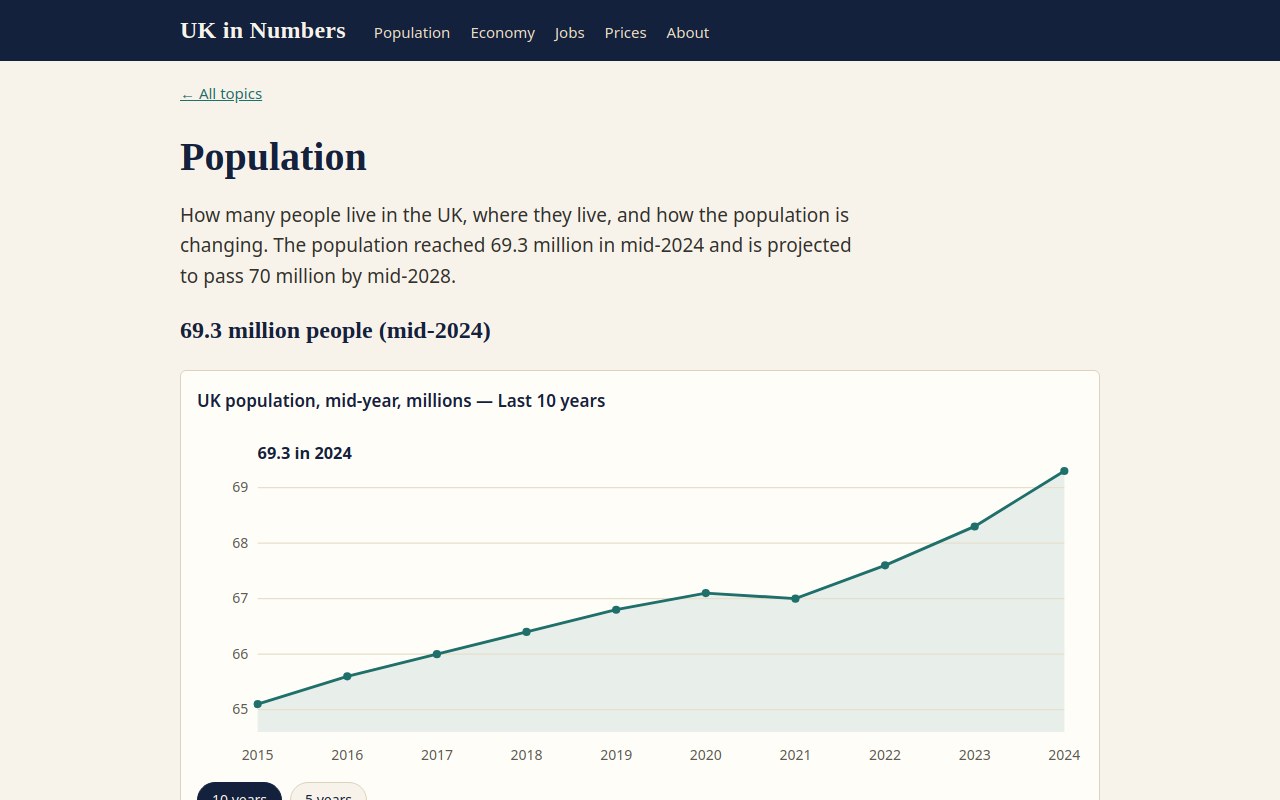 UK in Numbers
Population Economy Jobs Prices About
← All topics
Population
How many people live in the UK, where they live, and how the population is
changing. The population reached 69.3 million in mid-2024 and is projected
to pass 70 million by mid-2028.
69.3 million people (mid-2024)
UK population, mid-year, millions — Last 10 years
69.3 in 2024
69
68
67
66
65
2015 2016 2017 2018 2019 2020 2021 2022 2023 2024
10 years 5 years